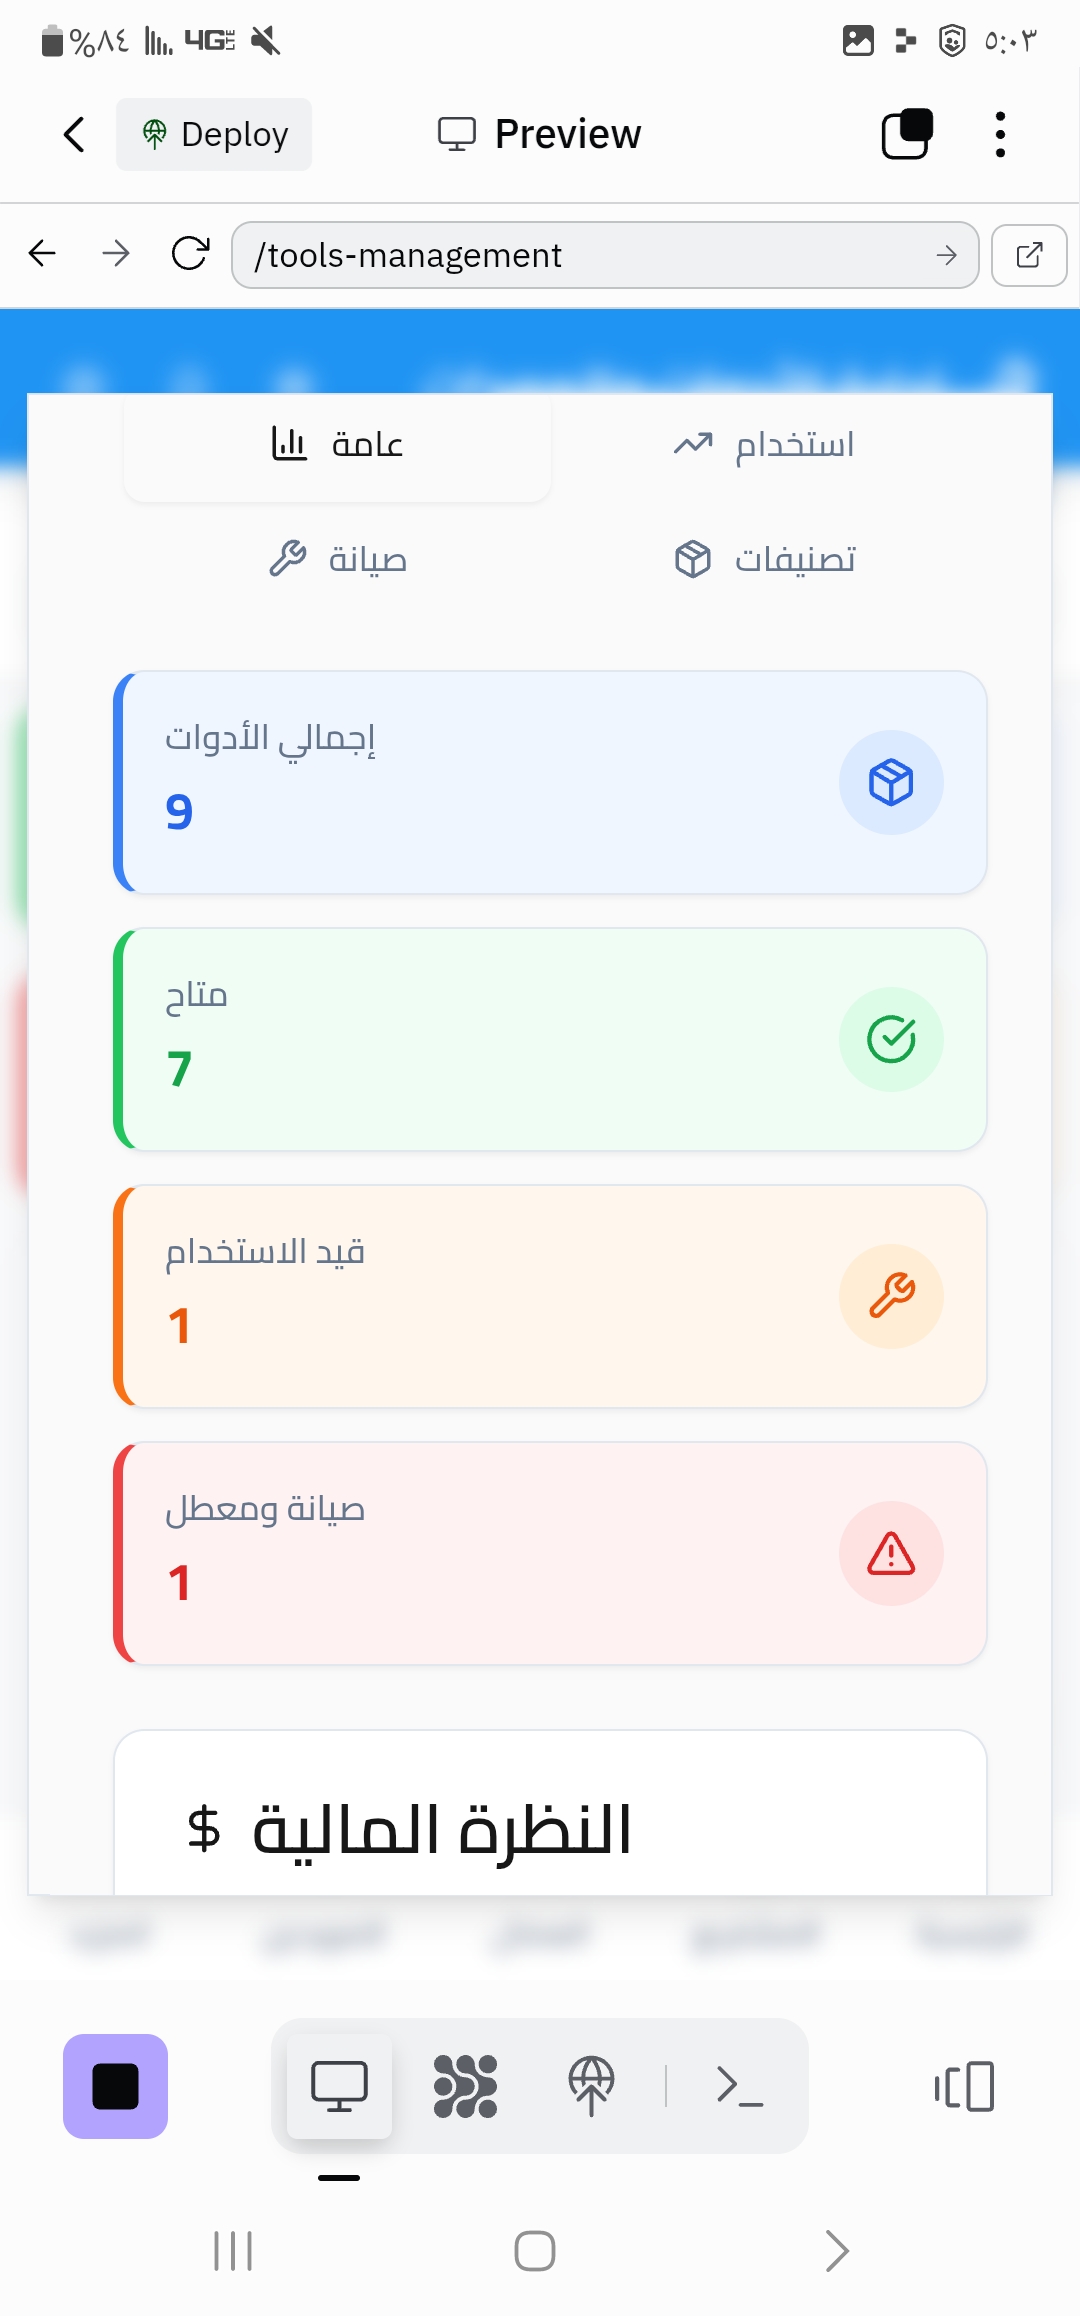 %٨٤ 4G LTE ٥:٠٣
Deploy Preview
/tools-management
عامة استخدام
صيانة تصنيفات
إجمالي الأدوات
9
متاح
7
قيد الاستخدام
1
صيانة ومعطل
1
النظرة المالية $